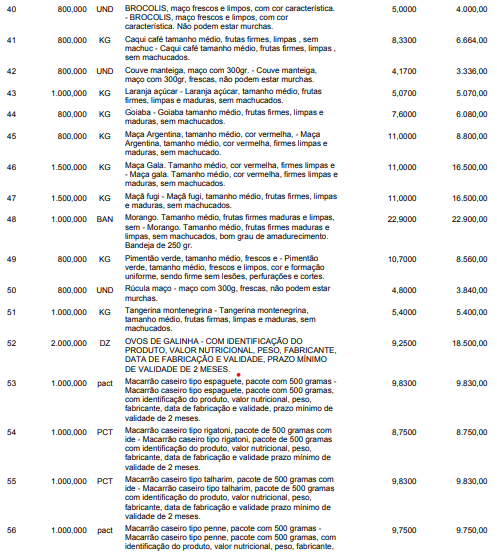 40 800,000 UND BROCOLIS, maço frescos e limpos, com cor característica. 5,0000 4.000,00
- BROCOLIS, maço frescos e limpos, com cor
característica. Não podem estar murchas.
41 800,000 KG Caqui café tamanho médio, frutas firmes, limpas , sem 8,3300 6.664,00
machuc - Caqui café tamanho médio, frutas firmes, limpas ,
sem machucados.
42 800,000 UND Couve manteiga, maço com 300gr. - Couve manteiga, 4,1700 3.336,00
maço com 300gr, frescas, não podem estar murchas.
43 1.000,000 KG Laranja açúcar - Laranja açúcar, tamanho médio, frutas 5,0700 5.070,00
firmes, limpas e maduras, sem machucados.
44 800,000 KG Goiaba - Goiaba tamanho médio, frutas firmes, limpas e 7,6000 6.080,00
maduras, sem machucados.
45 800,000 KG Maça Argentina, tamanho médio, cor vermelha, - Maça 11,0000 8.800,00
Argentina, tamanho médio, cor vermelha, firmes limpas e
maduras, sem machucado.
46 1.500,000 KG Maça Gala. Tamanho médio, cor vermelha, firmes limpas e 11,0000 16.500,00
- Maça gala. Tamanho médio, cor vermelha, firmes limpas e
maduras, sem machucados.
47 1.500,000 KG Maçã fugi - Maçã fugi, tamanho médio, frutas firmes, limpas 11,0000 16.500,00
e maduras, sem machucados.
48 1.000,000 BAN Morango. Tamanho médio, frutas firmes maduras e limpas, 22,9000 22.900,00
sem - Morango. Tamanho médio, frutas firmes maduras e
limpas, sem machucados, bom grau de amadurecimento.
Bandeja de 250 gr.
49 800,000 KG Pimentão verde, tamanho médio, frescos e - Pimentão 10,7000 8.560,00
verde, tamanho médio, frescos e limpos, cor e formação
uniforme, sendo firme sem lesões, perfurações e cortes.
50 800,000 UND Rúcula maço - maço com 300g, frescas, não podem estar 4,8000 3.840,00
murchas.
51 1.000,000 KG Tangerina montenegrina - Tangerina montenegrina, 5,4000 5.400,00
tamanho médio, frutas firmas, limpas e maduras, sem
machucados.
52 2.000,000 DZ OVOS DE GALINHA - COM IDENTIFICAÇÃO DO 9,2500 18.500,00
PRODUTO, VALOR NUTRICIONAL, PESO, FABRICANTE,
DATA DE FABRICAÇÃO E VALIDADE, PRAZO MÍNIMO
DE VALIDADE DE 2 MESES.
53 1.000,000 pact Macarrão caseiro tipo espaguete, pacote com 500 gramas - 9,8300 9.830,00
Macarrão caseiro tipo espaguete, pacote com 500 gramas,
com identificação do produto, valor nutricional, peso,
fabricante, data de fabricação e validade, prazo mínimo de
validade de 2 meses.
54 1.000,000 PCT Macarrão caseiro tipo rigatoni, pacote de 500 gramas com 8,7500 8.750,00
ide - Macarrão caseiro tipo rigatoni, pacote de 500 gramas
com identificação do produto, valor nutricional, peso,
fabricante, data de fabricação e validade prazo mínimo de
validade de 2 meses.
55 1.000,000 PCT Macarrão caseiro tipo talharim, pacote de 500 gramas com 9,8300 9.830,00
ide - Macarrão caseiro tipo talharim, pacote de 500 gramas
com identificação do produto, valor nutricional, peso,
fabricante, data de fabricação e validade prazo mínimo de
validade de 2 meses.
56 1.000,000 pact Macarrão caseiro tipo penne, pacote com 500 gramas - 9,7500 9.750,00
Macarrão caseiro tipo penne, pacote com 500 gramas, com
identificação do produto, valor nutricional, peso, fabricante,